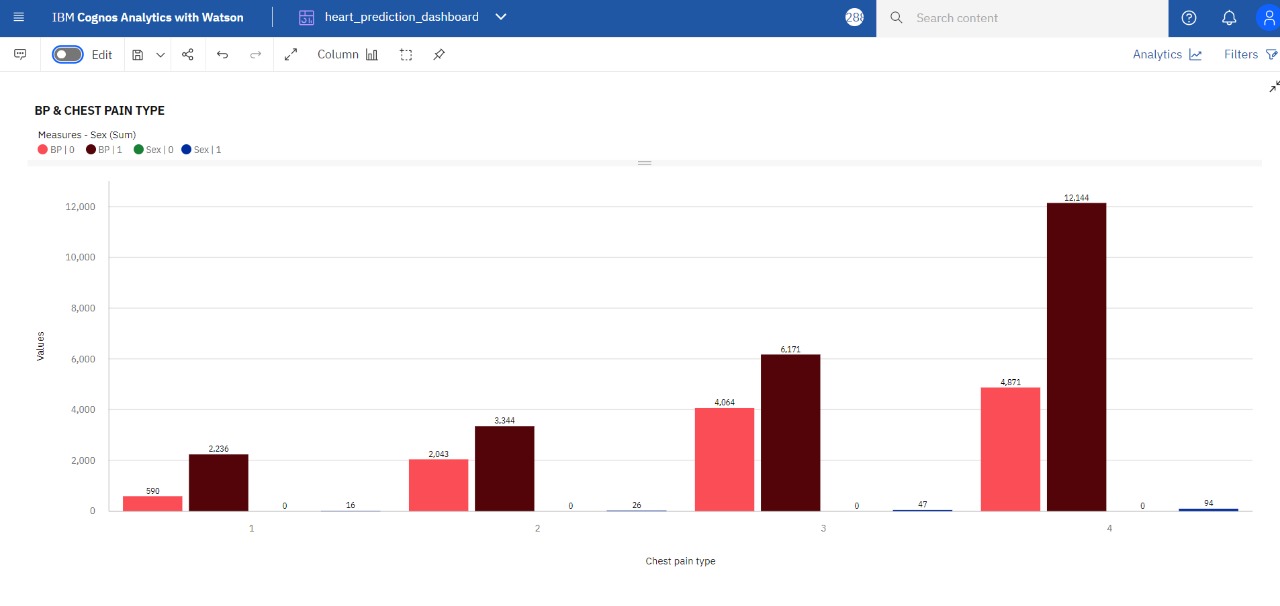 IBM Cognos Analytics with Watson
heart_prediction_dashboard
288
Search content
Edit
Column
Analytics
Filters
BP & CHEST PAIN TYPE
Measures - Sex (Sum)
BP | 0 BP | 1 Sex | 0 Sex | 1
Values
12,000
10,000
8,000
6,000
4,000
2,000
0
590 2,236 0 16
2,043 3,344 0 26
4,064 6,171 0 47
4,871 12,144 0 94
1 2 3 4
Chest pain type